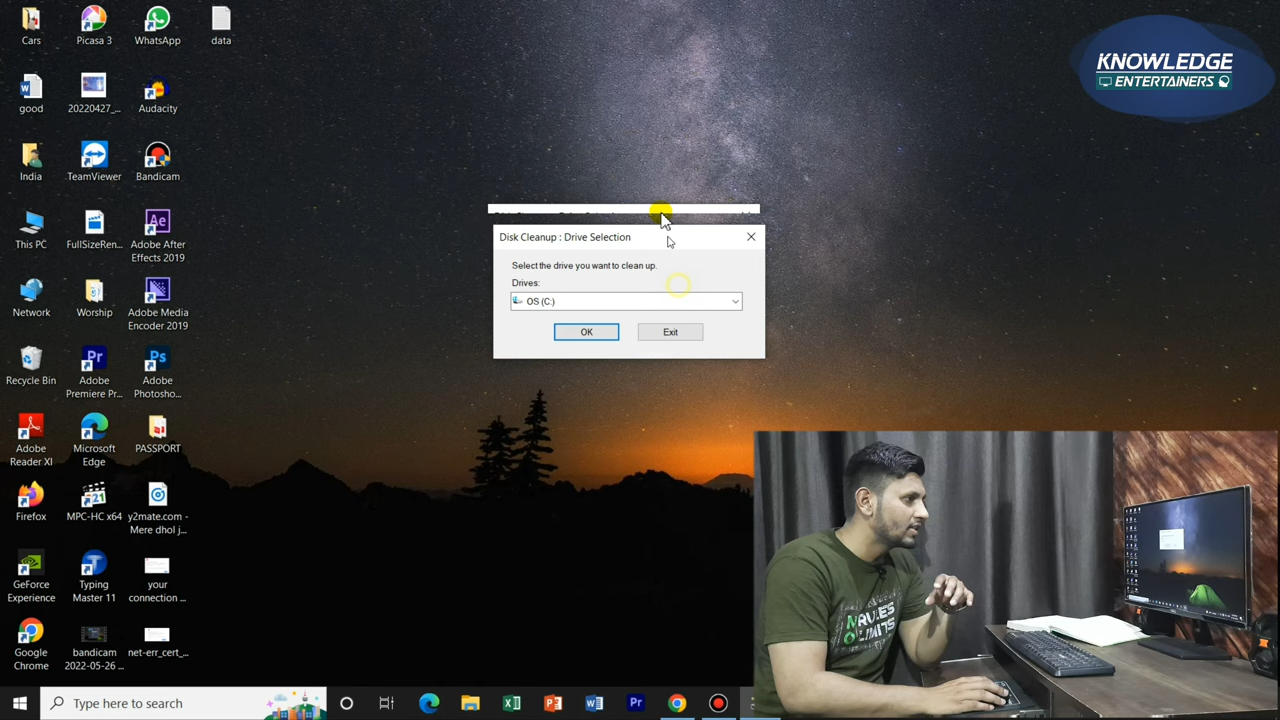 Cars
Picasa 3
WhatsApp
data
KNOWLEDGE
ENTERTAINERS
good
20220427_...
Audacity
India
TeamViewer
Bandicam
This PC
FullSizeRen...
Adobe After
Effects 2019
Network
Worship
Adobe Media
Encoder 2019
Recycle Bin
Adobe
Premiere Pr...
Adobe
Photosho...
Adobe
Reader XI
Microsoft
Edge
PASSPORT
Firefox
MPC-HC x64
y2mate.com -
Mere dhol j...
GeForce
Experience
Typing
Master 11
your
connection ...
Google
Chrome
bandicam
2022-05-26 ...
net-err_cert_...
Disk Cleanup : Drive Selection
Select the drive you want to clean up.
Drives:
OS (C:)
OK
Exit
Type here to search